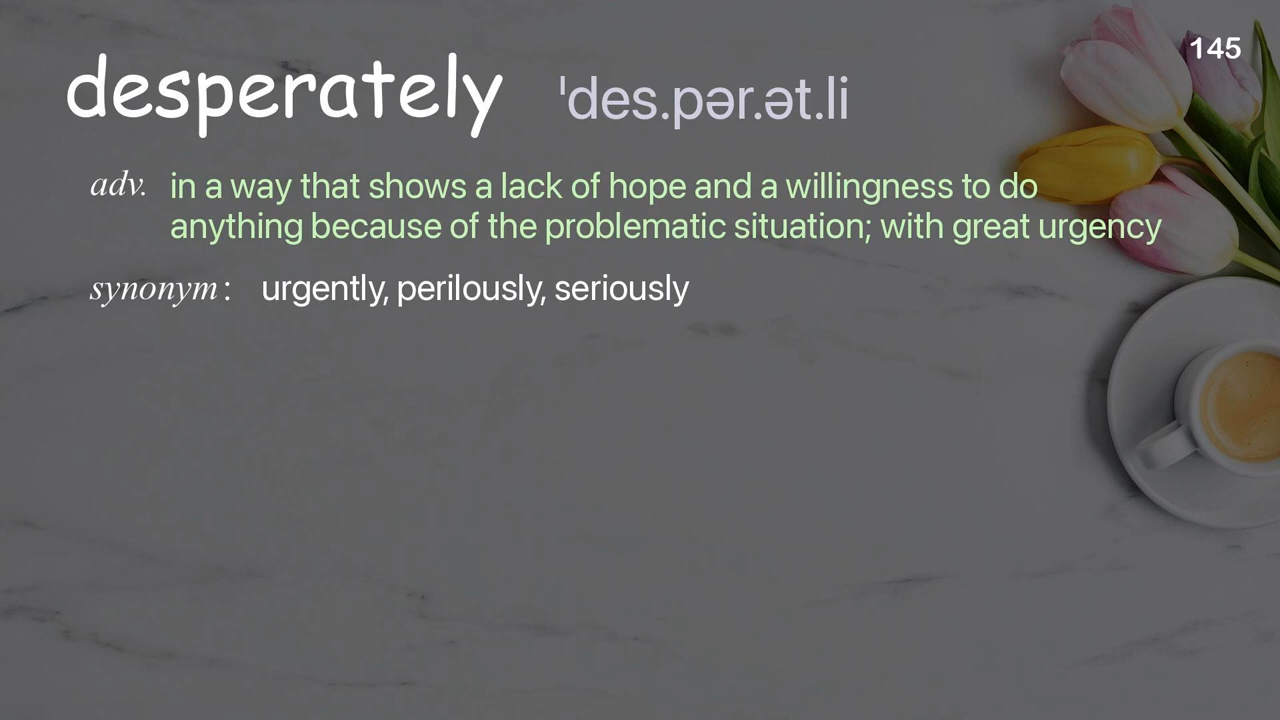 145
desperately ˈdes.pər.ət.li
adv. in a way that shows a lack of hope and a willingness to do
anything because of the problematic situation; with great urgency
synonym : urgently, perilously, seriously